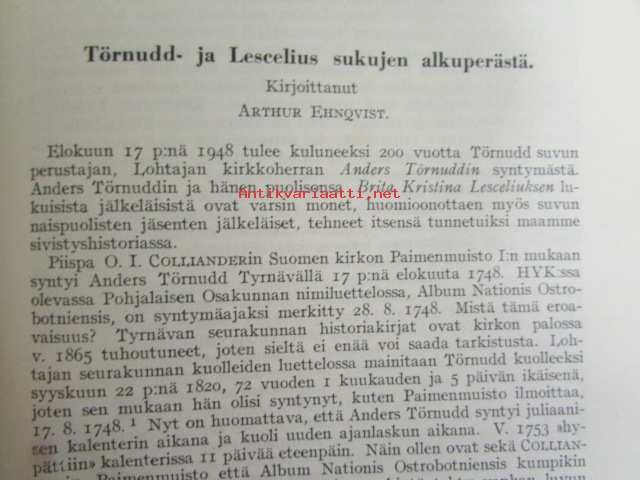 Törnudd- ja Lescelius sukujen alkuperästä.
Kirjoittanut
ARTHUR EHNQVIST.
Elokuun 17 p:nä 1948 tulee kuluneeksi 200 vuotta Törnudd suvun
perustajan, Lohtajan kirkkoherran Anders Törnuddin syntymästä.
Anders Törnuddin ja hänen puolisonsa Brita Kristina Lesceliuksen lu-
Antikvariaatti.net
kuisista jälkeläisistä ovat varsin monet, huomioonottaen myös suvun
naispuolisten jäsenten jälkeläiset, tehneet itsensä tunnetuiksi maamme
sivistyshistoriassa.
Piispa O. I. COLLIANDERin Suomen kirkon Paimenmuisto I:n mukaan
syntyi Anders Törnudd Tyrnävällä 17 p:nä elokuuta 1748. HYK:ssa
olevassa Pohjalaisen Osakunnan nimiluettelossa, Album Nationis Ostro-
botniensis, on syntymäajaksi merkitty 28. 8. 1748. Mistä tämä eroa-
vaisuus? Tyrnävän seurakunnan historiakirjat ovat kirkon palossa
v. 1865 tuhoutuneet, joten sieltä ei enää voi saada tarkistusta. Loh-
tajan seurakunnan kuolleiden luettelossa mainitaan Törnudd kuolleeksi
syyskuun 22 p:nä 1820, 72 vuoden 1 kuukauden ja 5 päivän ikäisenä,
joten sen mukaan hän olisi syntynyt, kuten Paimenmuisto ilmoittaa,
17. 8. 1748.¹ Nyt on huomattava, että Anders Törnudd syntyi juliaani-
sen kalenterin aikana ja kuoli uuden ajanlaskun aikana. V. 1753 »hy-
pättiin» kalenterissa 11 päivää eteenpäin. Näin ollen ovat sekä COLLIAN-
Paimenmuisto että Album Nationis Ostrobotniensis kumpikin